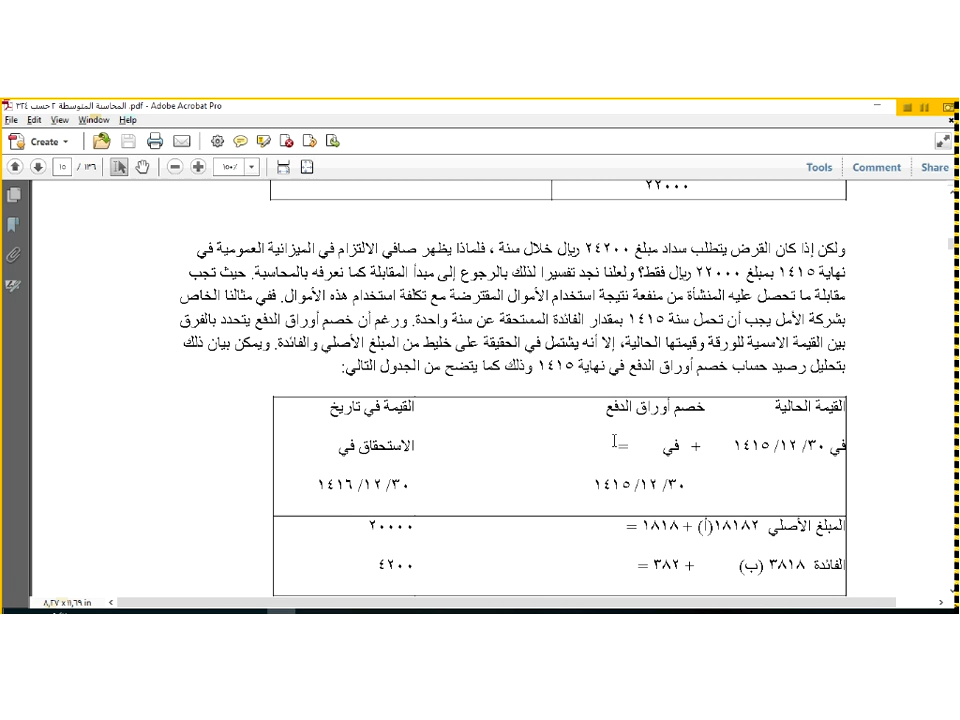 المحاسبة المتوسطة ٢ حسب ٣٢٤ .pdf - Adobe Acrobat Pro
File Edit View Window Help
Create
١٥ / ١٣٦ ١٥٠٪ Tools Comment Share
٢٢٠٠٠
ولكن إذا كان القرض يتطلب سداد مبلغ ٢٤٢٠٠ ريال خلال سنة ، فلماذا يظهر صافي الالتزام في الميزانية العمومية في
نهاية ١٤١٥ بمبلغ ٢٢٠٠٠ ريال فقط؟ ولعلنا نجد تفسيرا لذلك بالرجوع إلى مبدأ المقابلة كما نعرفه بالمحاسبة. حيث تجب
مقابلة ما تحصل عليه المنشأة من منفعة نتيجة استخدام الأموال المقترضة مع تكلفة استخدام هذه الأموال. ففي مثالنا الخاص
بشركة الأمل يجب أن تحمل سنة ١٤١٥ بمقدار الفائدة المستحقة عن سنة واحدة. ورغم أن خصم أوراق الدفع يتحدد بالفرق
بين القيمة الاسمية للورقة وقيمتها الحالية، إلا أنه يشتمل في الحقيقة على خليط من المبلغ الأصلي والفائدة. ويمكن بيان ذلك
بتحليل رصيد حساب خصم أوراق الدفع في نهاية ١٤١٥ وذلك كما يتضح من الجدول التالي:
القيمة الحالية خصم أوراق الدفع القيمة في تاريخ
في ٣٠/ ١٢/ ١٤١٥ + في = الاستحقاق في
٣٠/ ١٢/ ١٤١٥ ٣٠/ ١٢/ ١٤١٦
المبلغ الأصلي ١٨١٨٢(أ) + ١٨١٨ = ٢٠٠٠٠
الفائدة ٣٨١٨ (ب) + ٣٨٢ = ٤٢٠٠
٨,٢٧ x ١١,٦٩ in